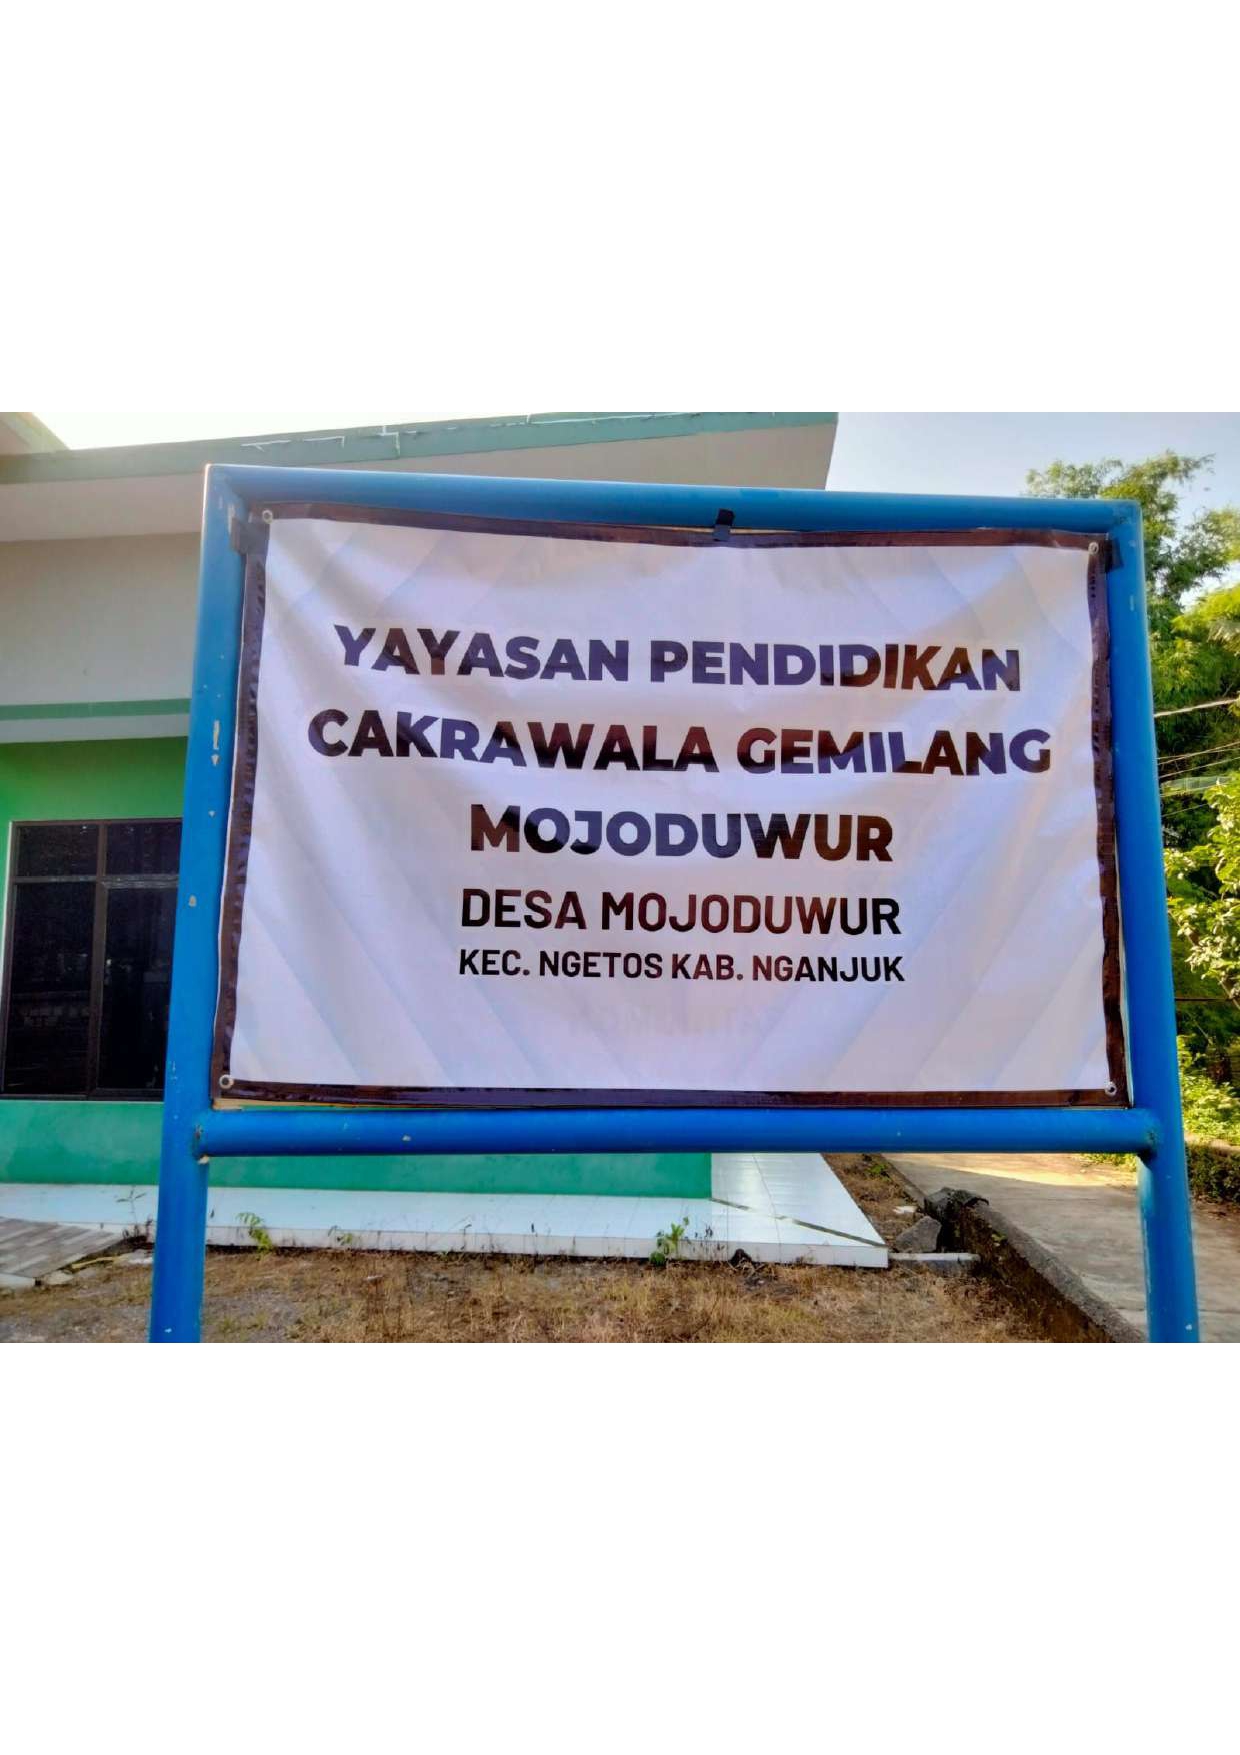 YAYASAN PENDIDIKAN
CAKRAWALA GEMILANG
MOJODUWUR
DESA MOJODUWUR
KEC. NGETOS KAB. NGANJUK